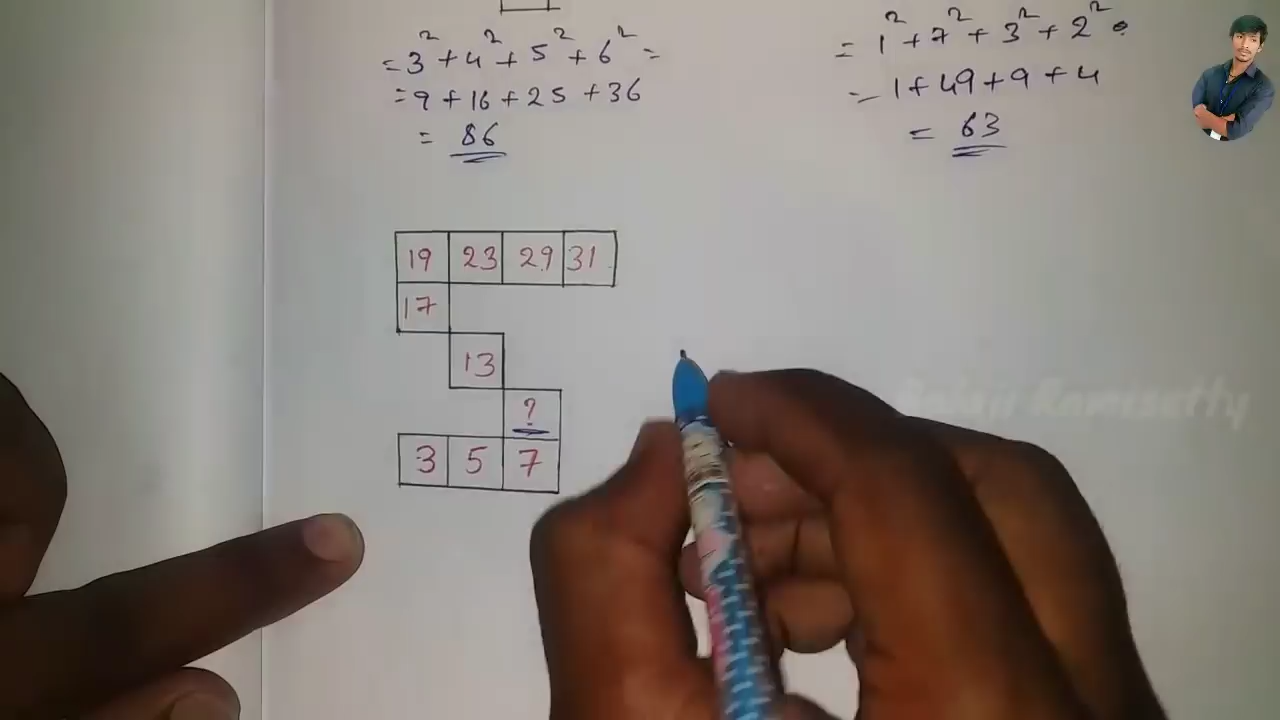 = 3² + 4² + 5² + 6² =
= 9 + 16 + 25 + 36
= 86
= 1² + 7² + 3² + 2²
= 1 + 49 + 9 + 4
= 63
19 23 29 31
17
13
?
3 5 7
Ramisetty